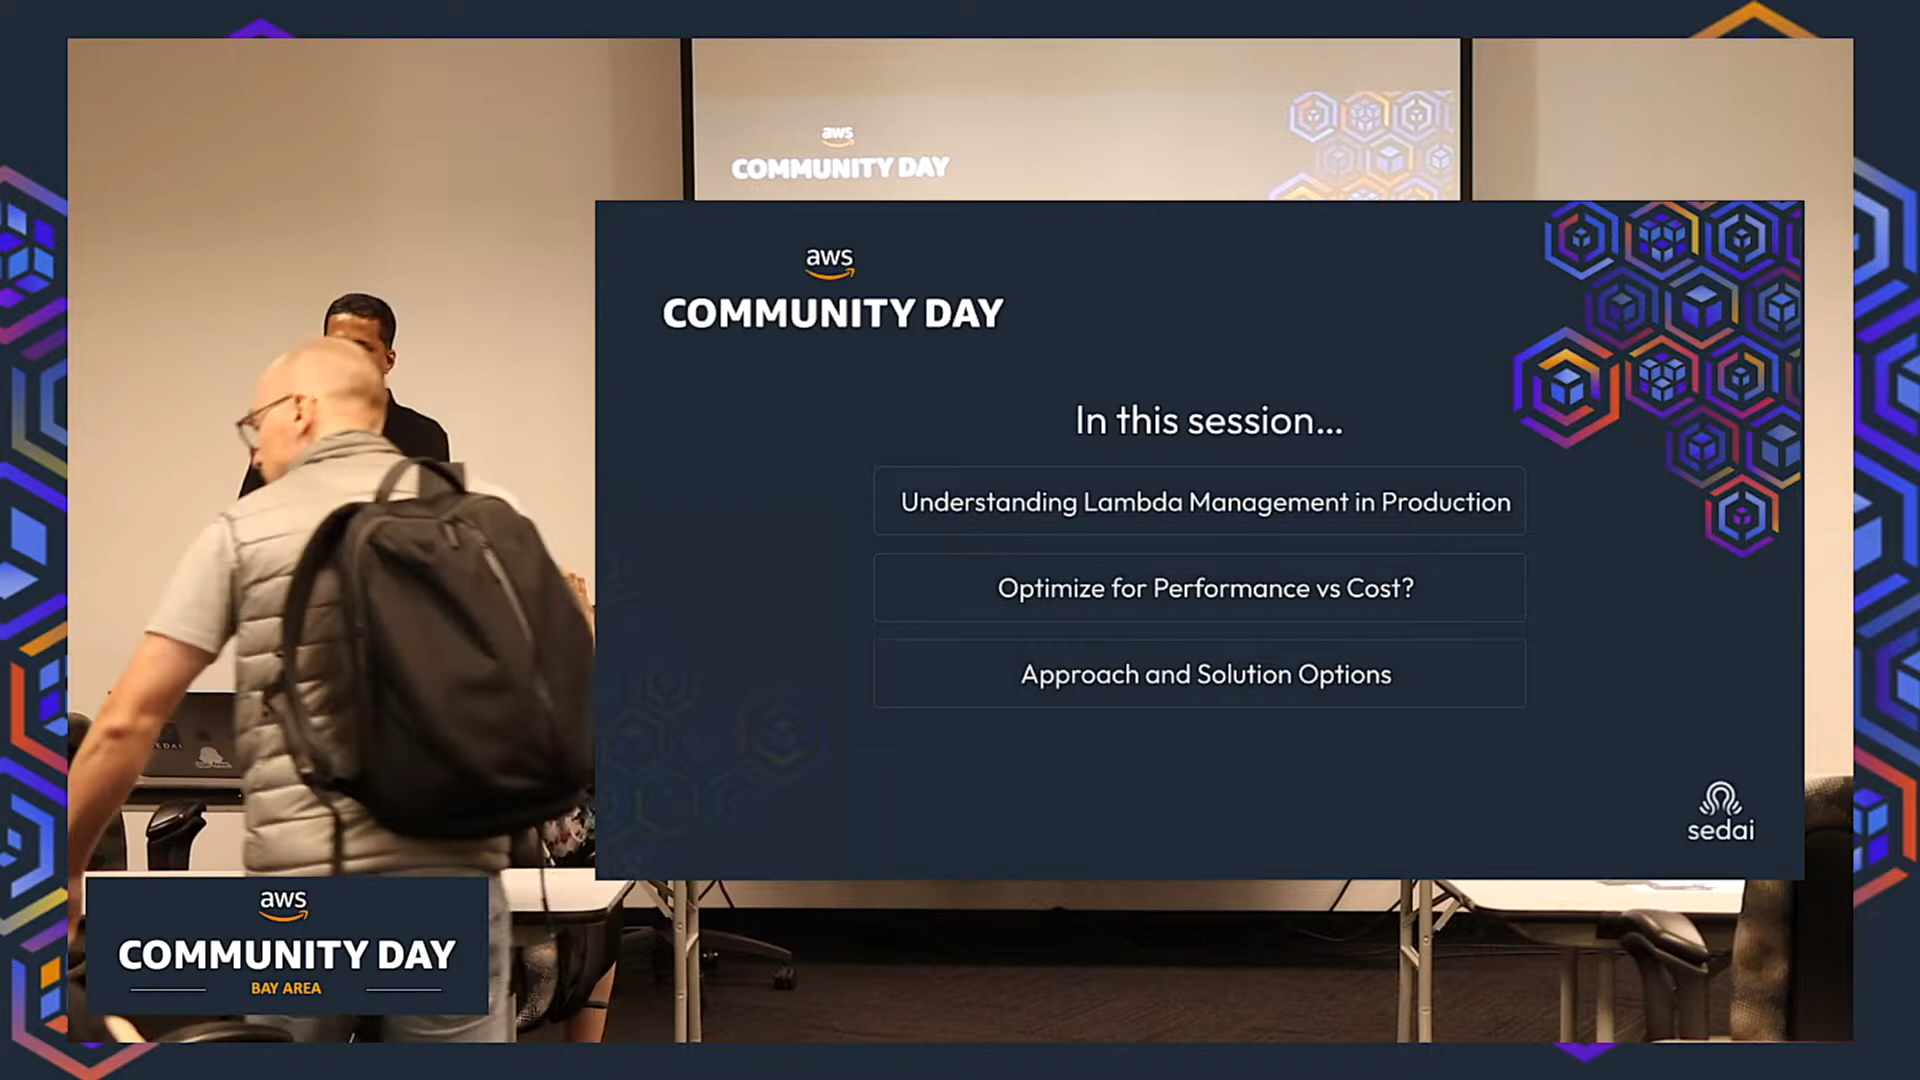 aws
COMMUNITY DAY
aws
COMMUNITY DAY
In this session...
Understanding Lambda Management in Production
Optimize for Performance vs Cost?
Approach and Solution Options
sedai
SEDAI
aws
COMMUNITY DAY
BAY AREA